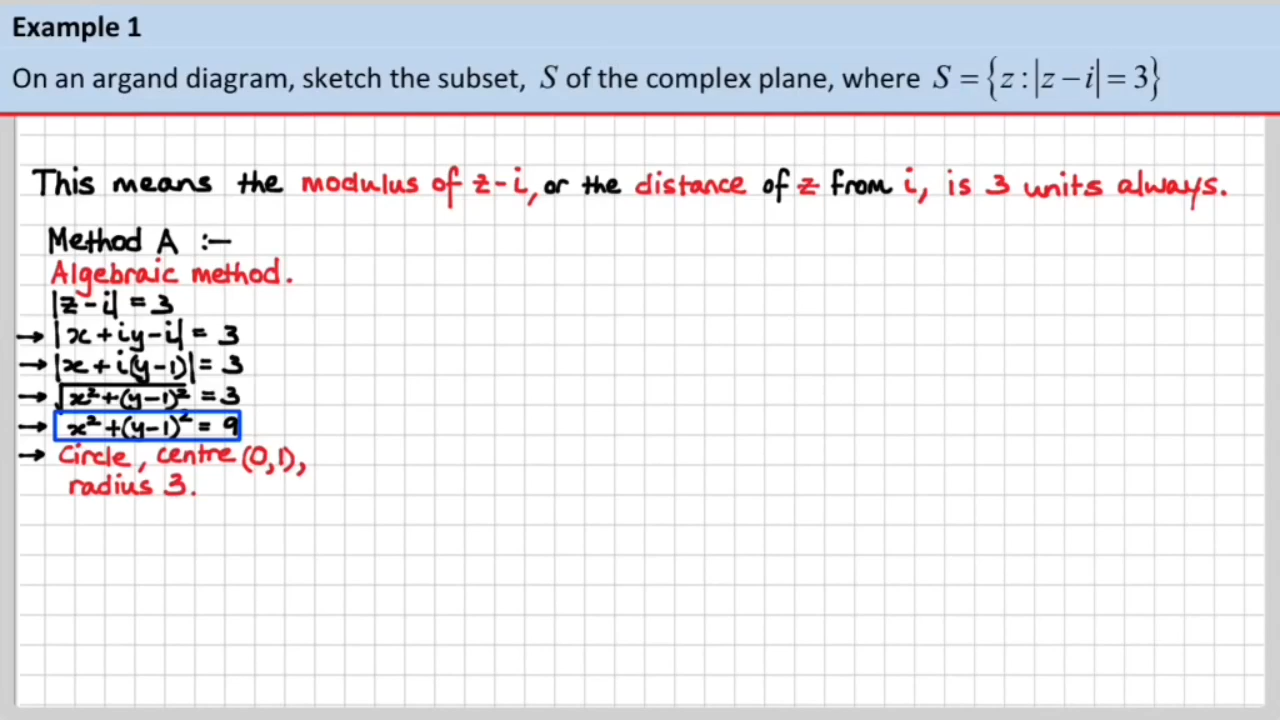 Example 1
On an argand diagram, sketch the subset, S of the complex plane, where S = {z : |z − i| = 3}
This means the modulus of z-i, or the distance of z from i, is 3 units always.
Method A :-
Algebraic method.
|z - i| = 3
→ |x + iy - i| = 3
→ |x + i(y-1)| = 3
→ √x² + (y-1)² = 3
→ x² + (y-1)² = 9
→ Circle, centre (0,1),
radius 3.